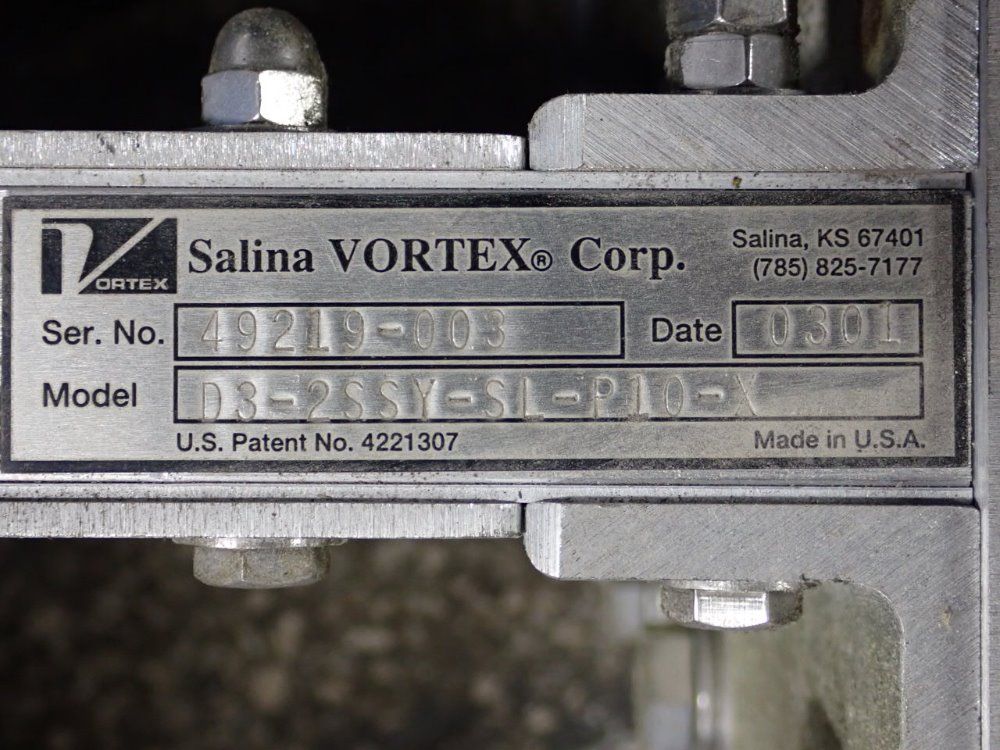 VORTEX
Salina VORTEX® Corp.
Salina, KS 67401
(785) 825-7177
Ser. No. 49219-003 Date 0301
Model D3-2SSY-SL-P10-X
U.S. Patent No. 4221307 Made in U.S.A.